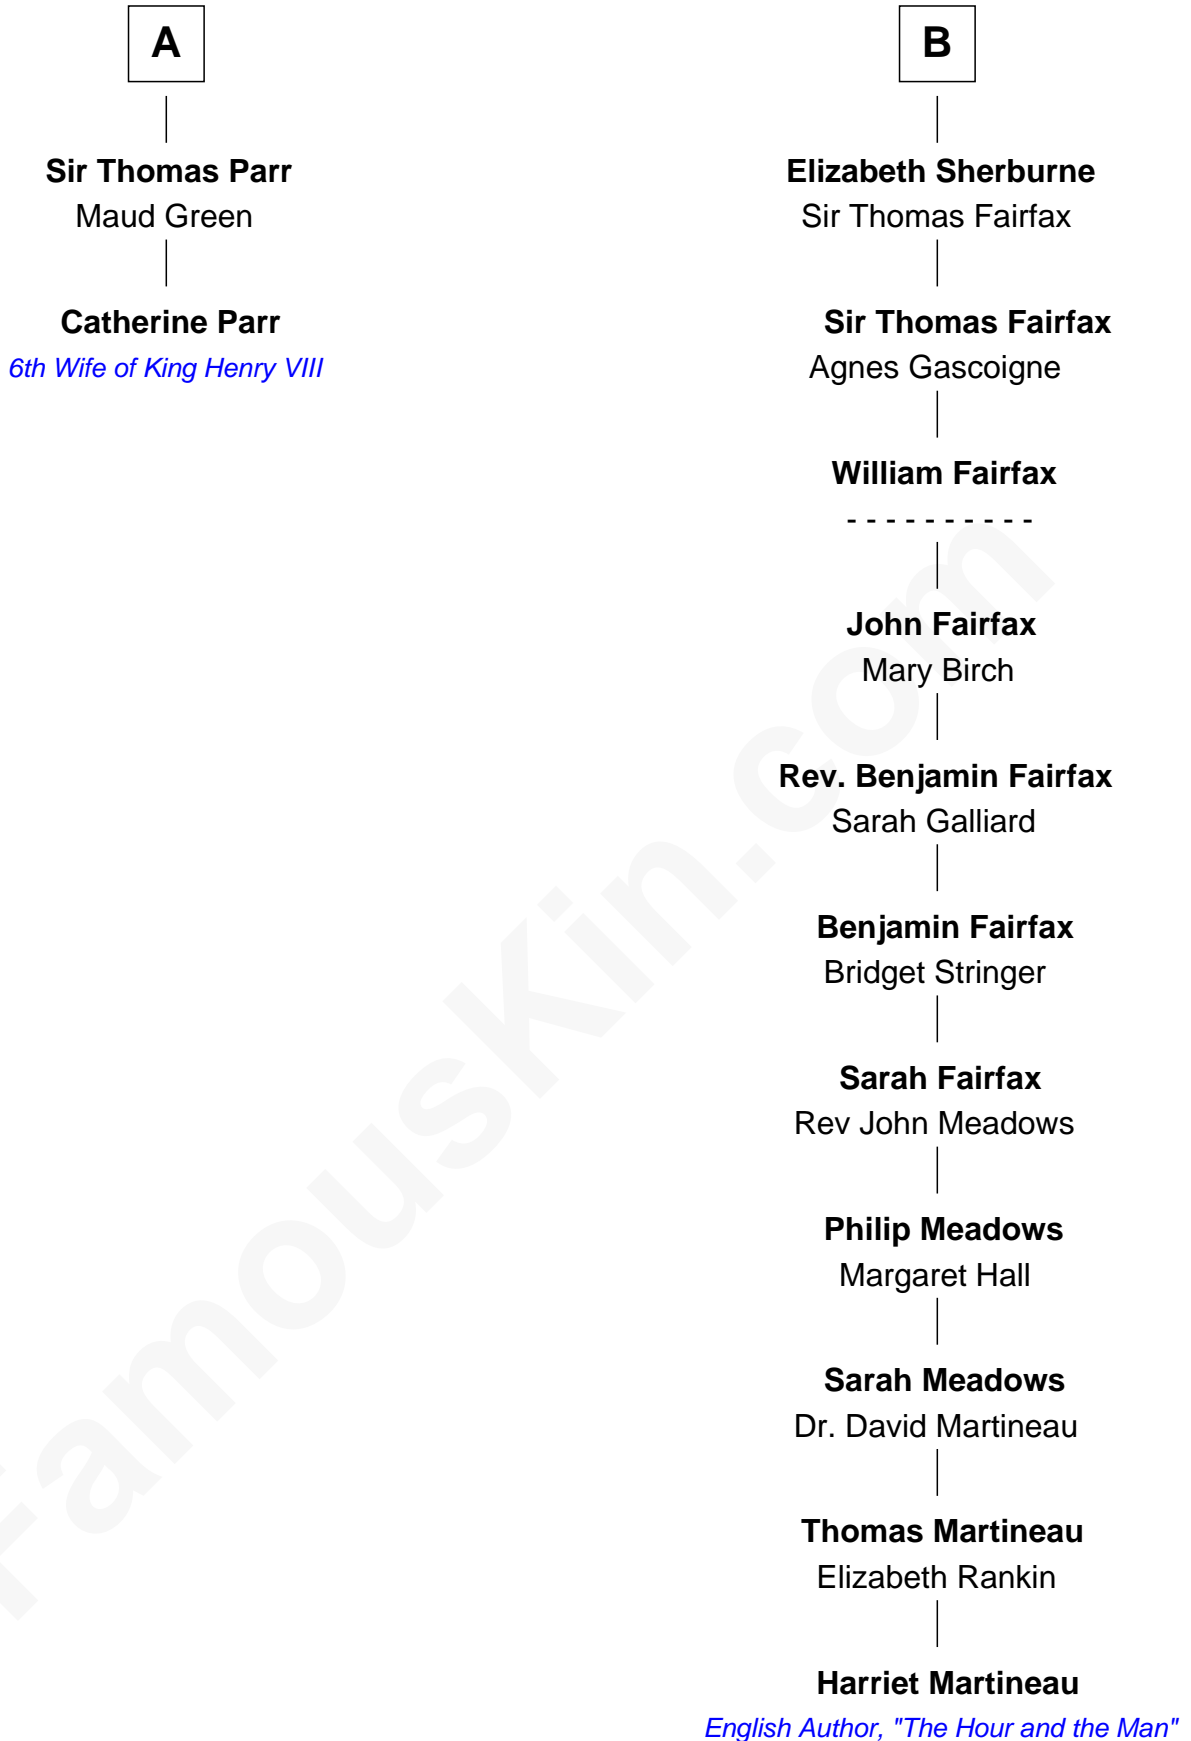 A
Sir Thomas Parr
Maud Green
Catherine Parr
6th Wife of King Henry VIII
B
Elizabeth Sherburne
Sir Thomas Fairfax
Sir Thomas Fairfax
Agnes Gascoigne
William Fairfax
- - - - - - - - - -
John Fairfax
Mary Birch
Rev. Benjamin Fairfax
Sarah Galliard
Benjamin Fairfax
Bridget Stringer
Sarah Fairfax
Rev John Meadows
Philip Meadows
Margaret Hall
Sarah Meadows
Dr. David Martineau
Thomas Martineau
Elizabeth Rankin
Harriet Martineau
English Author, "The Hour and the Man"
FamousKin.com